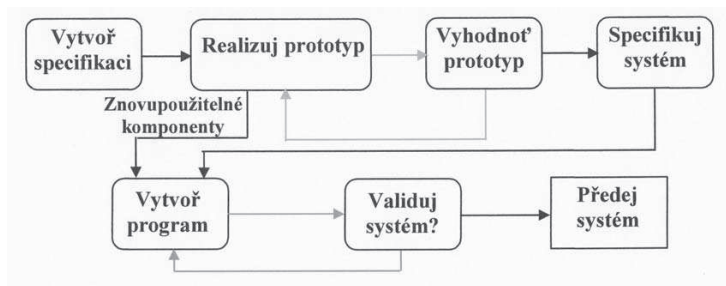 Vytvoř
specifikaci
Realizuj prototyp
Vyhodnoť
prototyp
Specifikuj
systém
Znovupoužitelné
komponenty
Vytvoř
program
Validuj
systém?
Předej
systém